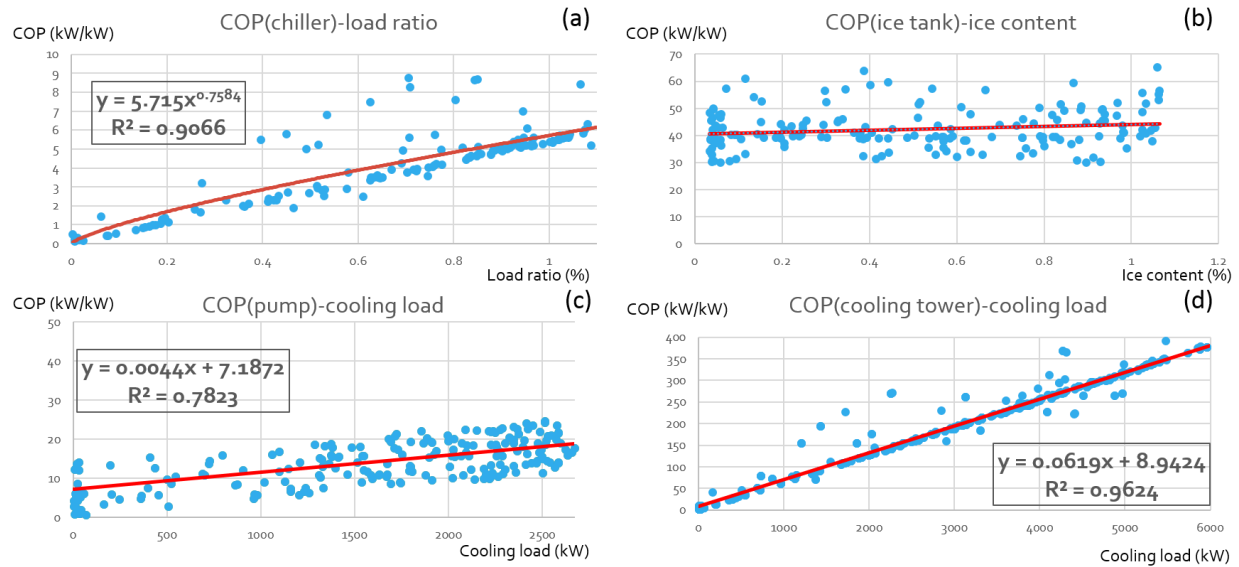 COP(chiller)-load ratio
(a)
COP (kW/kW)
10
9
8
7
6
5
4
3
2
1
0
y = 5.715x^0.7584
R² = 0.9066
0 0.2 0.4 0.6 0.8 1
Load ratio (%)
COP(ice tank)-ice content
(b)
COP (kW/kW)
70
60
50
40
30
20
10
0
0 0.2 0.4 0.6 0.8 1 1.2
Ice content (%)
COP(pump)-cooling load
(c)
COP (kW/kW)
50
40
30
20
10
0
y = 0.0044x + 7.1872
R² = 0.7823
0 500 1000 1500 2000 2500
Cooling load (kW)
COP(cooling tower)-cooling load
(d)
COP (kW/kW)
400
350
300
250
200
150
100
50
0
y = 0.0619x + 8.9424
R² = 0.9624
0 1000 2000 3000 4000 5000 6000
Cooling load (kW)